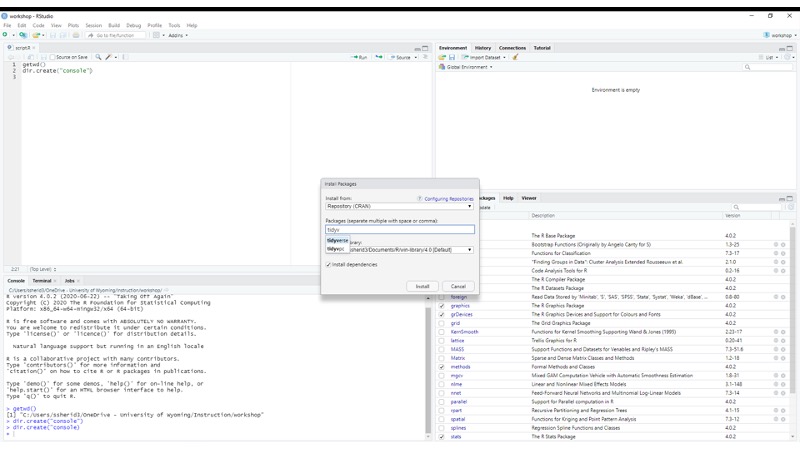 workshop - RStudio
File Edit Code View Plots Session Build Debug Profile Tools Help
Go to file/function
Addins
workshop
script.R
Source on Save
Run
Source
1 getwd()
2 dir.create("console")
3
2:21 (Top Level)
Console Terminal Jobs
C:/Users/ssherid3/OneDrive - University of Wyoming/Instruction/workshop/
R version 4.0.2 (2020-06-22) -- "Taking Off Again"
Copyright (C) 2020 The R Foundation for Statistical Computing
Platform: x86_64-w64-mingw32/x64 (64-bit)
R is free software and comes with ABSOLUTELY NO WARRANTY.
You are welcome to redistribute it under certain conditions.
Type 'license()' or 'licence()' for distribution details.
Natural language support but running in an English locale
R is a collaborative project with many contributors.
Type 'contributors()' for more information and
'citation()' on how to cite R or R packages in publications.
Type 'demo()' for some demos, 'help()' for on-line help, or
'help.start()' for an HTML browser interface to help.
Type 'q()' to quit R.
> getwd()
[1] "C:/Users/ssherid3/OneDrive - University of Wyoming/Instruction/workshop"
> dir.create("console")
> dir.create("console)
+
Install Packages
Install from:
? Configuring Repositories
Repository (CRAN)
Packages (separate multiple with space or comma):
tidyv
tidyverse
tidyvpc
brary:
sherid3/Documents/R/win-library/4.0 [Default]
Install dependencies
Install Cancel
Environment History Connections Tutorial
Import Dataset
List
Global Environment
Environment is empty
ackages Help Viewer
pdate
Description Version
The R Base Package 4.0.2
Bootstrap Functions (Originally by Angelo Canty for S) 1.3-25
Functions for Classification 7.3-17
"Finding Groups in Data": Cluster Analysis Extended Rousseeuw et al. 2.1.0
Code Analysis Tools for R 0.2-16
The R Compiler Package 4.0.2
The R Datasets Package 4.0.2
foreign Read Data Stored by 'Minitab', 'S', 'SAS', 'SPSS', 'Stata', 'Systat', 'Weka', 'dBase', ... 0.8-80
graphics The R Graphics Package 4.0.2
grDevices The R Graphics Devices and Support for Colours and Fonts 4.0.2
grid The Grid Graphics Package 4.0.2
KernSmooth Functions for Kernel Smoothing Supporting Wand & Jones (1995) 2.23-17
lattice Trellis Graphics for R 0.20-41
MASS Support Functions and Datasets for Venables and Ripley's MASS 7.3-51.6
Matrix Sparse and Dense Matrix Classes and Methods 1.2-18
methods Formal Methods and Classes 4.0.2
mgcv Mixed GAM Computation Vehicle with Automatic Smoothness Estimation 1.8-31
nlme Linear and Nonlinear Mixed Effects Models 3.1-148
nnet Feed-Forward Neural Networks and Multinomial Log-Linear Models 7.3-14
parallel Support for Parallel computation in R 4.0.2
rpart Recursive Partitioning and Regression Trees 4.1-15
spatial Functions for Kriging and Point Pattern Analysis 7.3-12
splines Regression Spline Functions and Classes 4.0.2
stats The R Stats Package 4.0.2